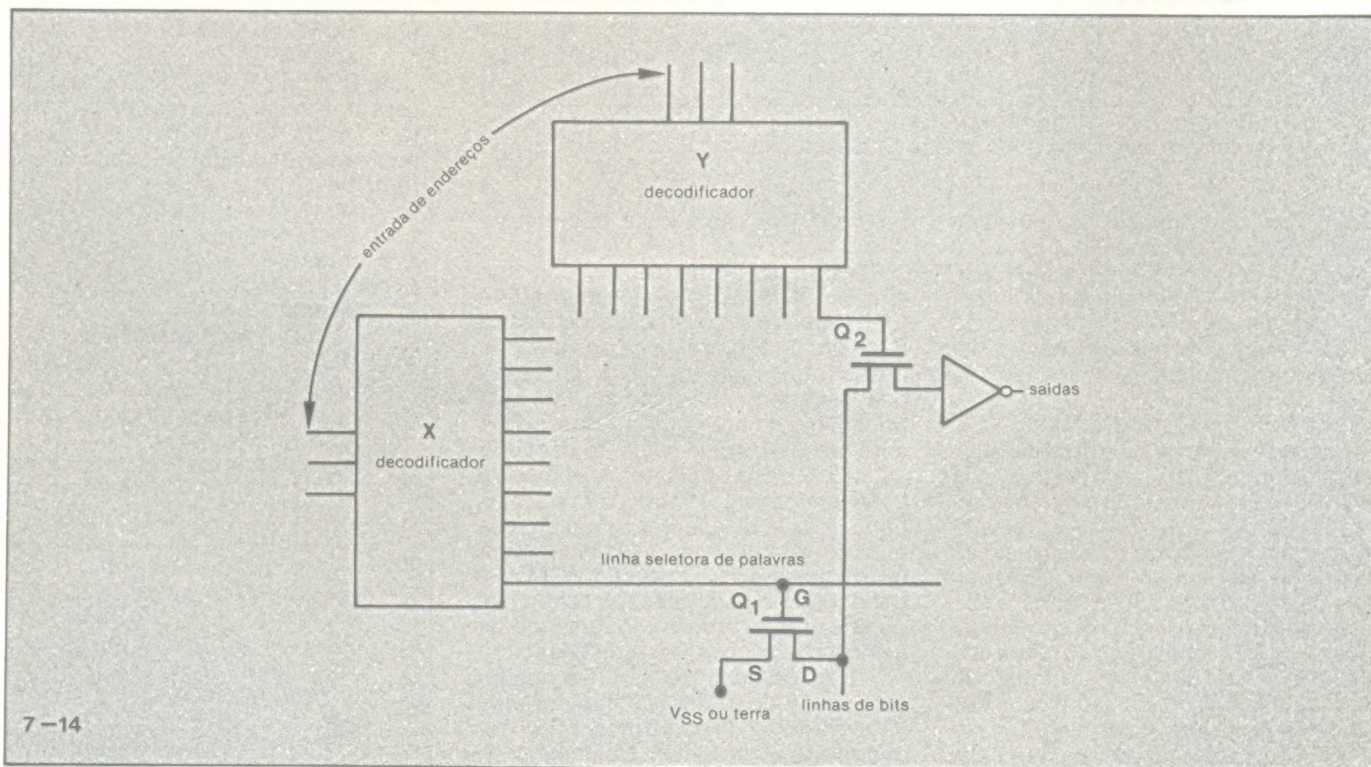 entrada de endereços
Y
decodificador
Q2
saidas
X
decodificador
linha seletora de palavras
Q1 G
S D
VSS ou terra
linhas de bits
7-14